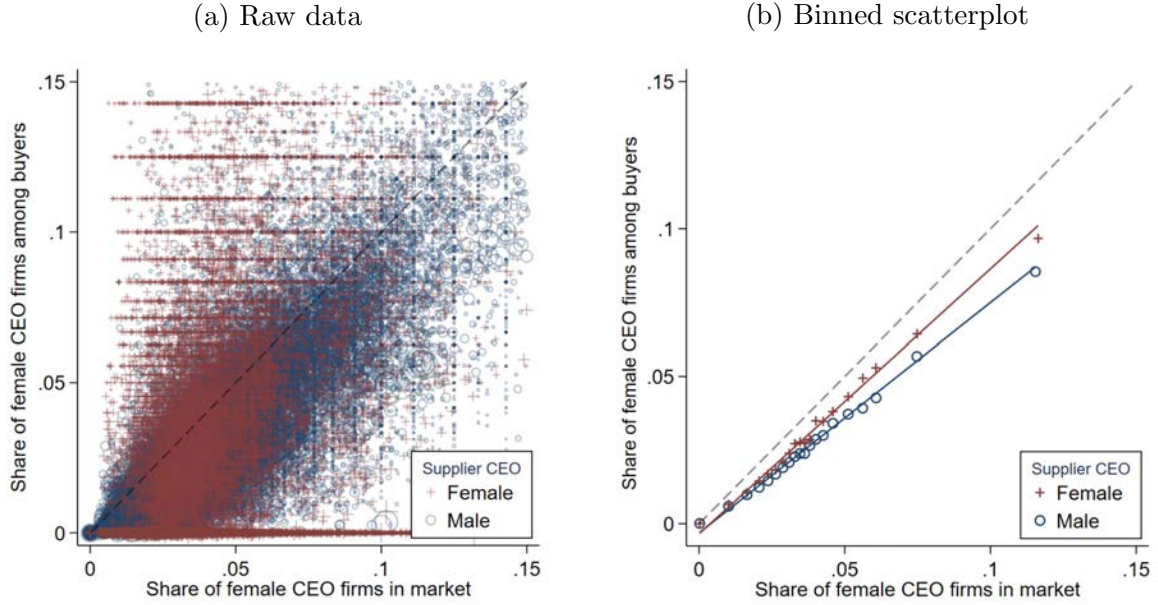 (a) Raw data
Share of female CEO firms among buyers
.15
.1
.05
0
0
.05
.1
.15
Share of female CEO firms in market
Supplier CEO
Female
Male
(b) Binned scatterplot
Share of female CEO firms among buyers
.15
.1
.05
0
0
.05
.1
.15
Share of female CEO firms in market
Supplier CEO
Female
Male